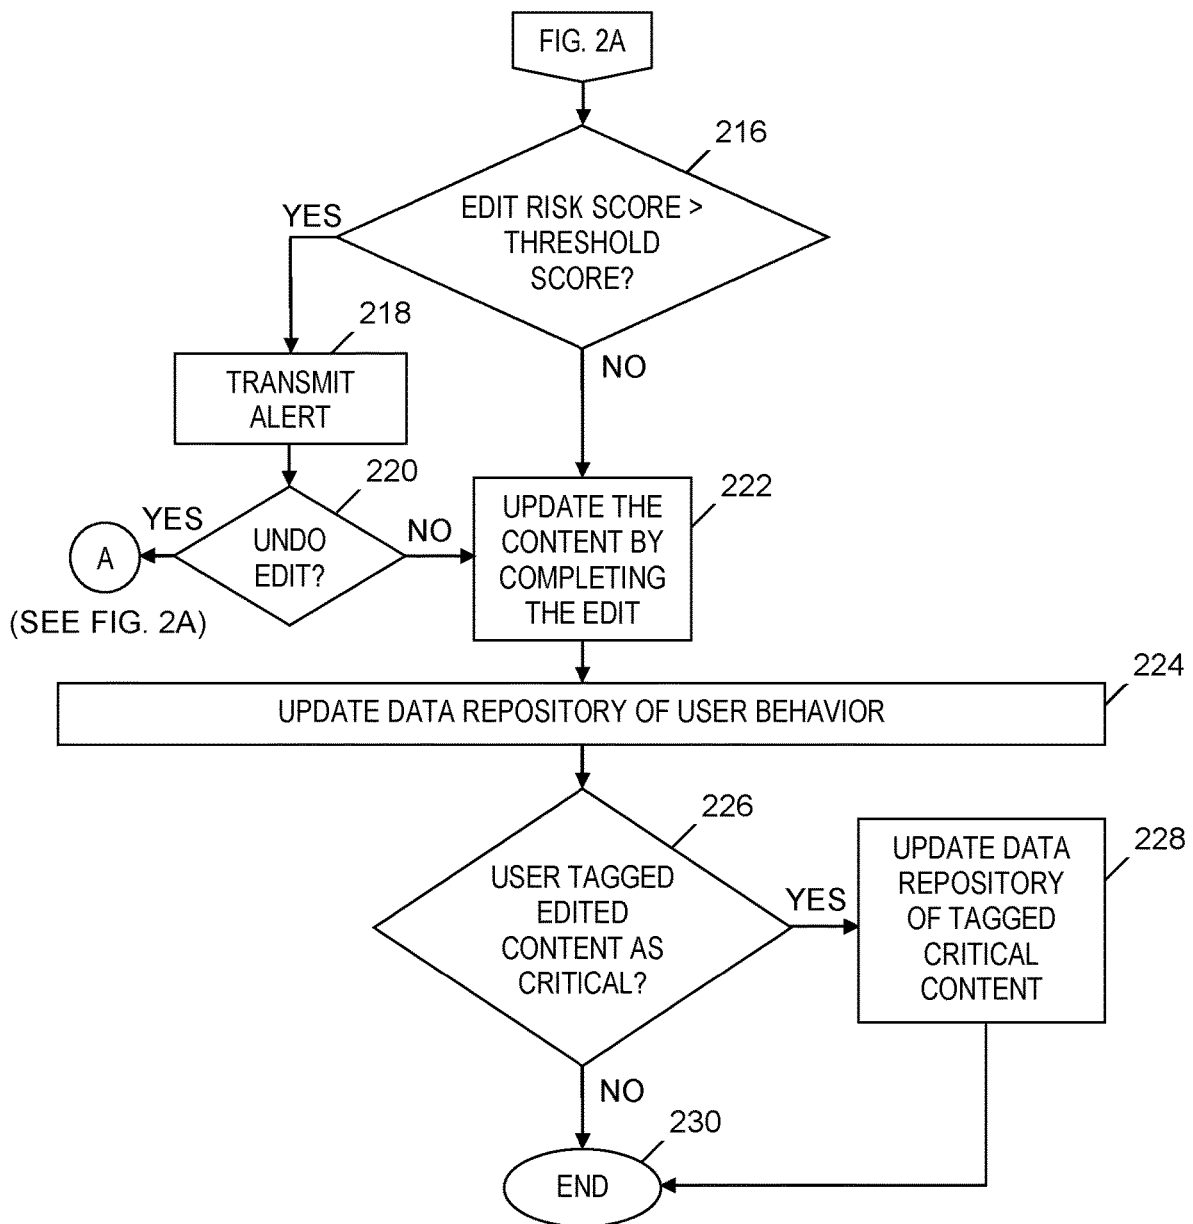 FIG. 2A
216
EDIT RISK SCORE >
THRESHOLD
SCORE?
YES
NO
218
TRANSMIT
ALERT
220
YES
UNDO
EDIT?
NO
A
(SEE FIG. 2A)
222
UPDATE THE
CONTENT BY
COMPLETING
THE EDIT
224
UPDATE DATA REPOSITORY OF USER BEHAVIOR
226
USER TAGGED
EDITED
CONTENT AS
CRITICAL?
YES
228
UPDATE DATA
REPOSITORY
OF TAGGED
CRITICAL
CONTENT
NO
230
END